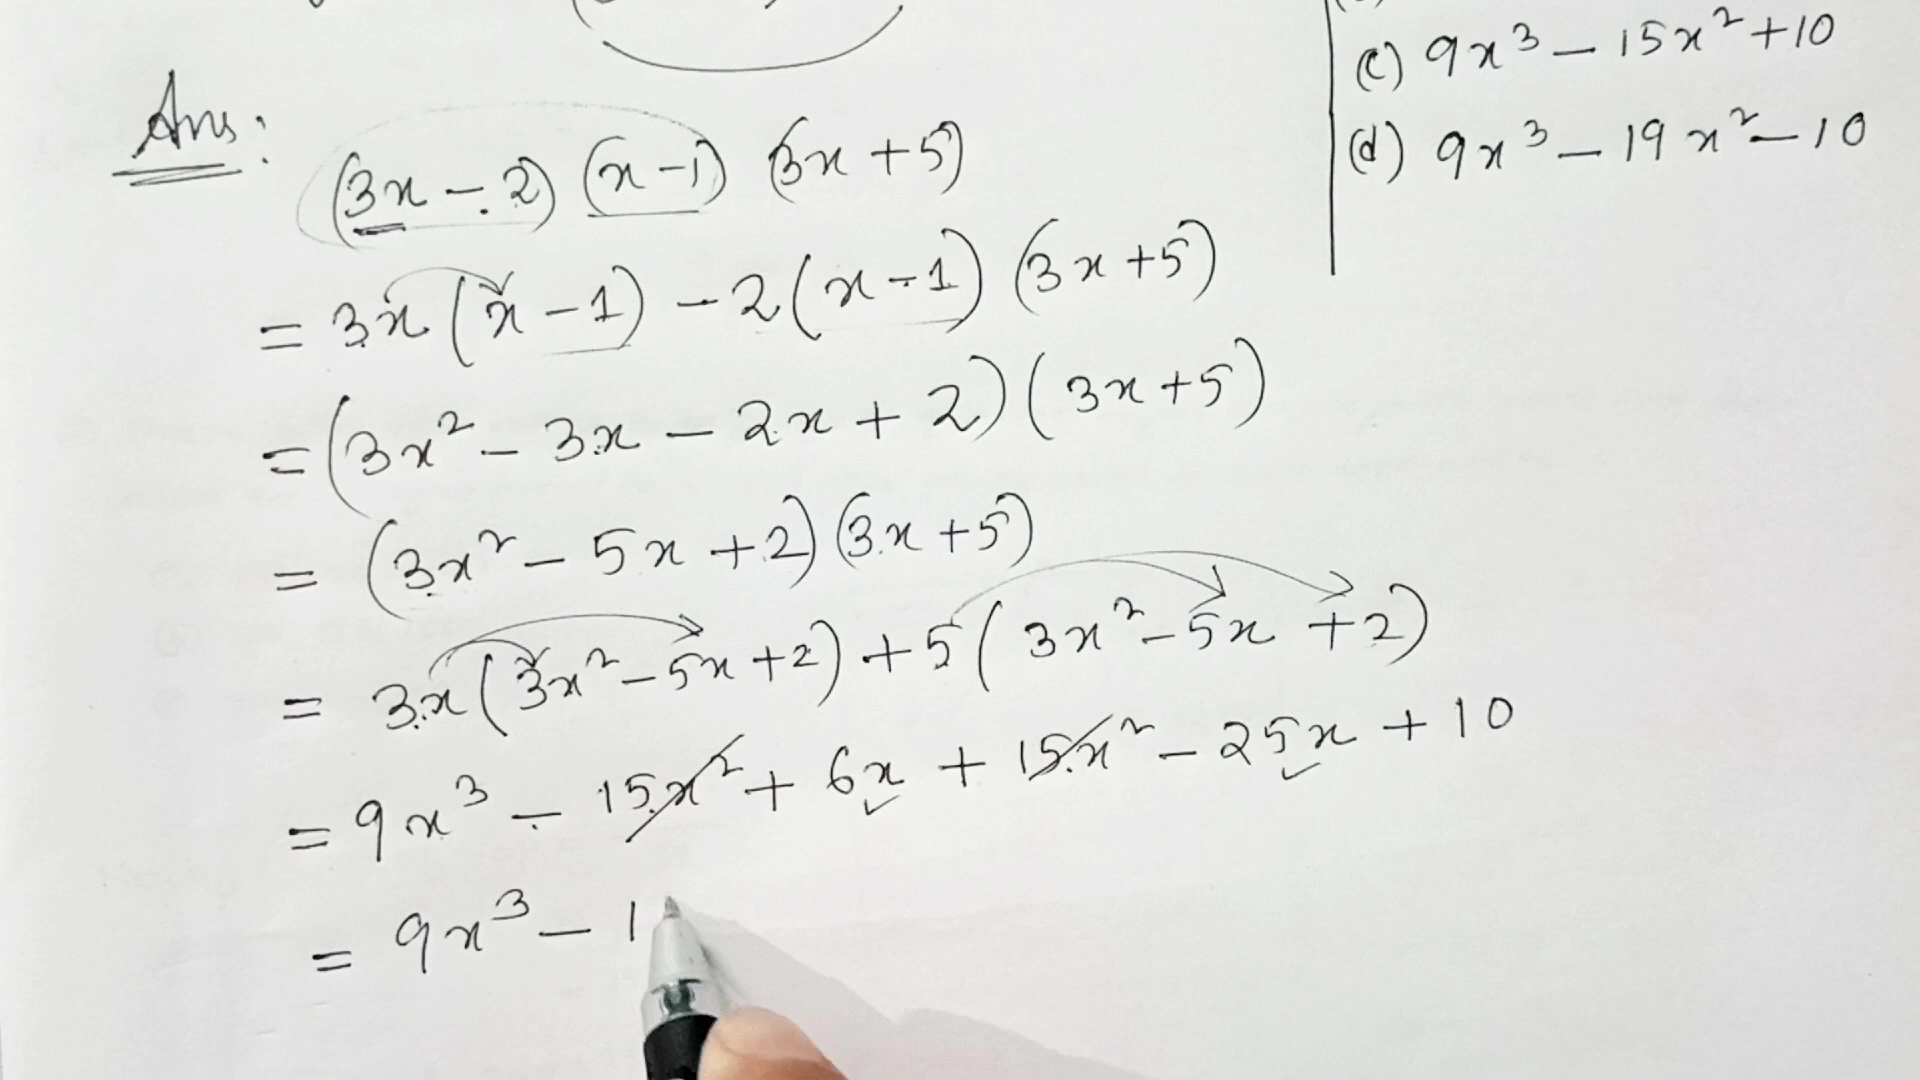 (c) 9x³ – 15x² + 10
(d) 9x³ – 19x² – 10
Ans:
(3x – 2) (x – 1) (3x + 5)
= 3x (x – 1) – 2 (x – 1) (3x + 5)
= (3x² – 3x – 2x + 2) (3x + 5)
= (3x² – 5x + 2) (3x + 5)
= 3x (3x² – 5x + 2) + 5 (3x² – 5x + 2)
= 9x³ – 15x² + 6x + 15x² – 25x + 10
= 9x³ – 1